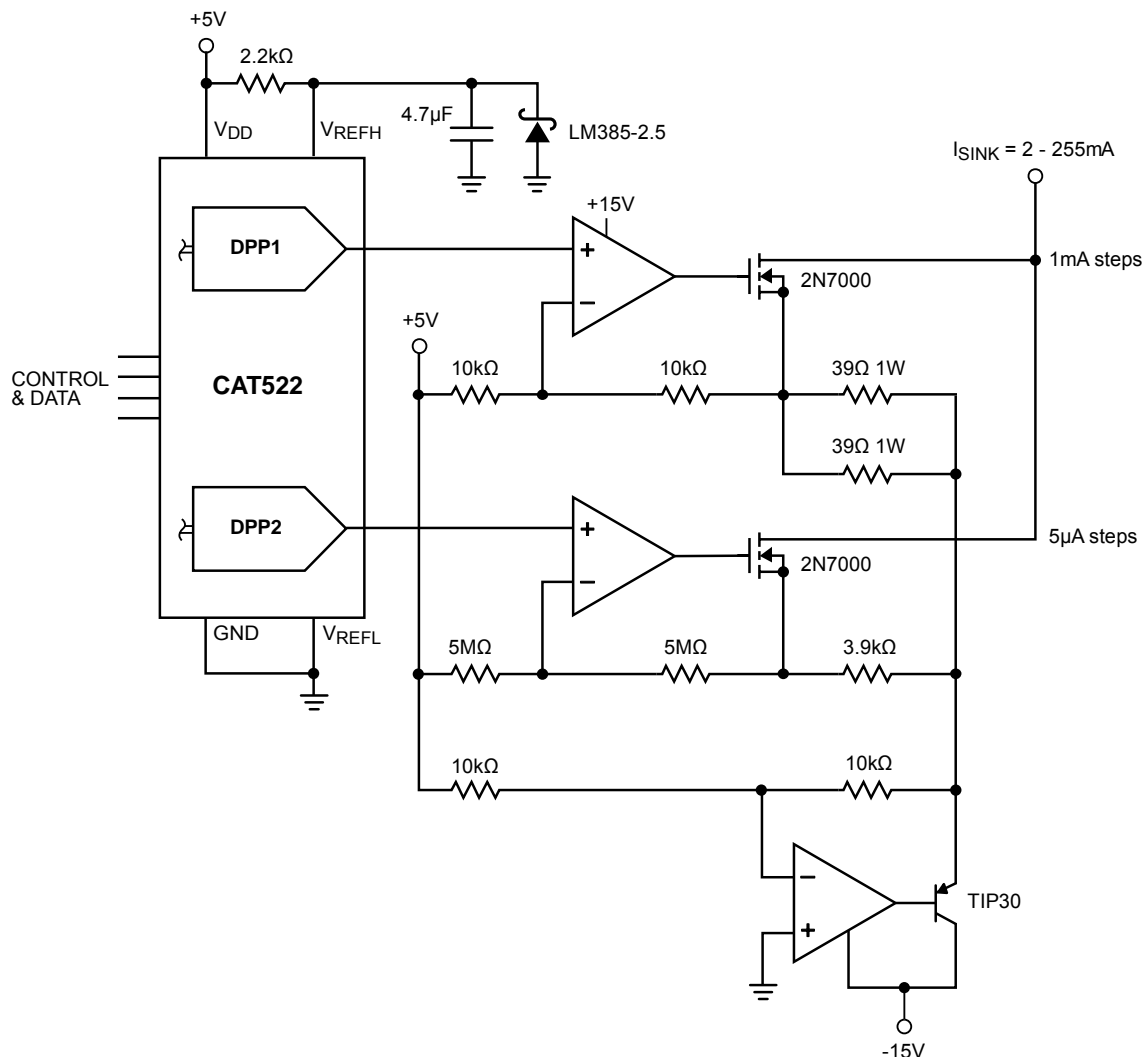 +5V
2.2kΩ
VDD
VREFH
4.7µF
LM385-2.5
ISINK = 2 - 255mA
DPP1
+15V
+
−
2N7000
1mA steps
+5V
10kΩ
10kΩ
39Ω 1W
39Ω 1W
CONTROL
& DATA
CAT522
DPP2
+
−
2N7000
5µA steps
GND
VREFL
5MΩ
5MΩ
3.9kΩ
10kΩ
10kΩ
−
+
TIP30
-15V